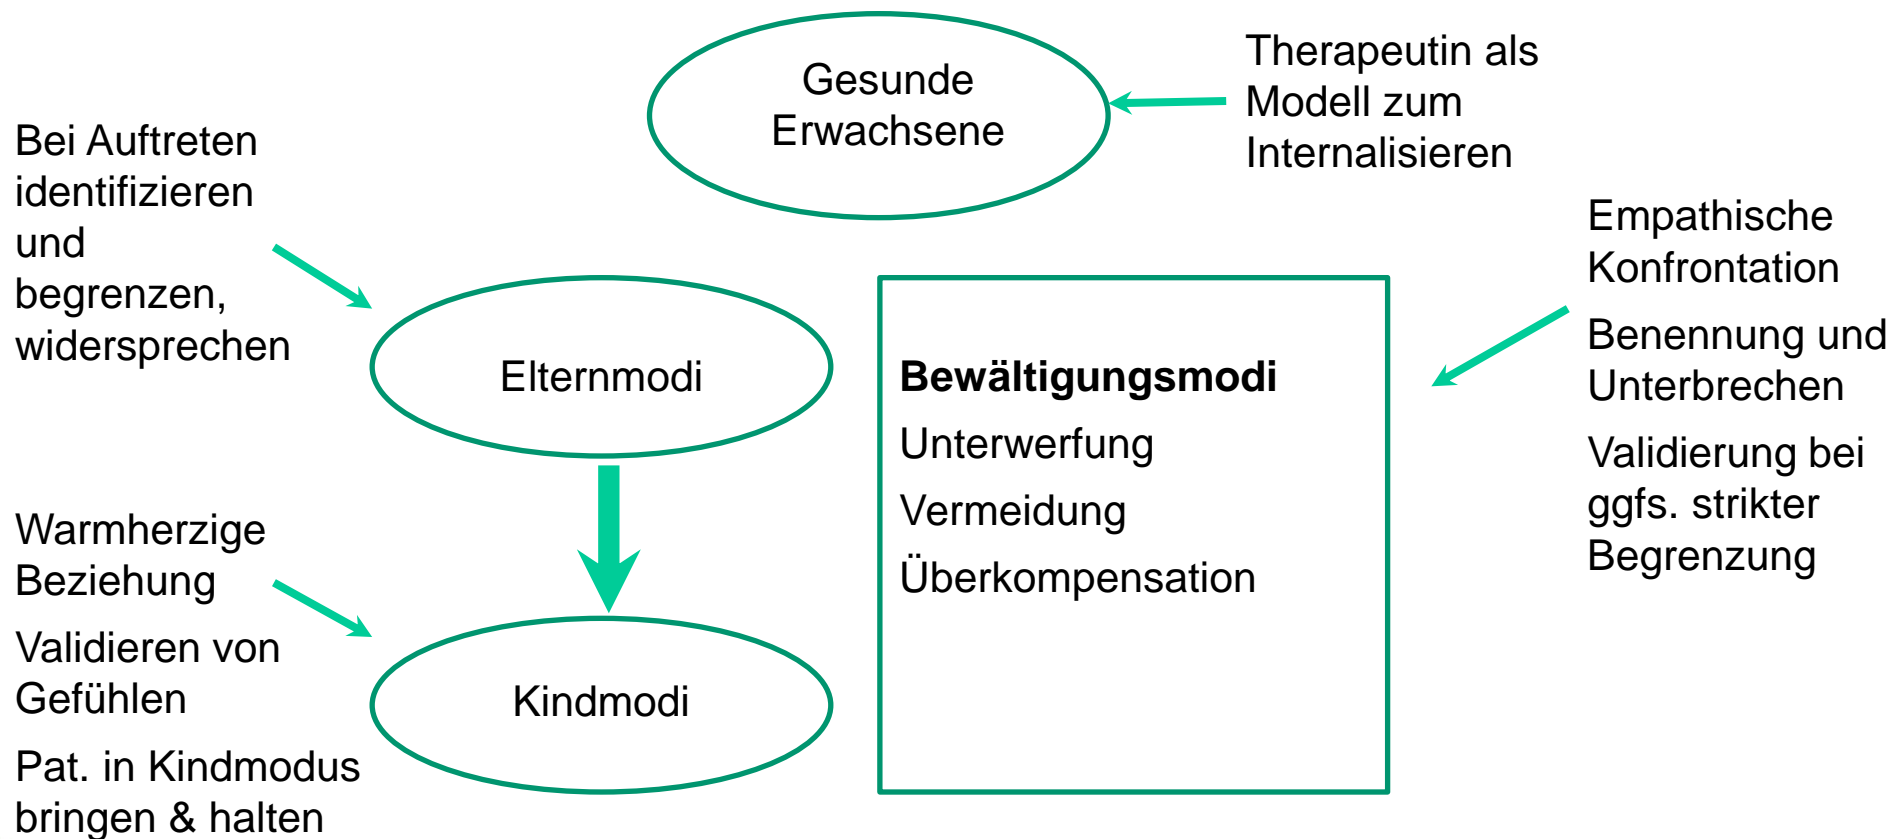 Gesunde
Erwachsene
Therapeutin als
Modell zum
Internalisieren
Bei Auftreten
identifizieren
und
begrenzen,
widersprechen
Elternmodi
Bewältigungsmodi
Unterwerfung
Vermeidung
Überkompensation
Empathische
Konfrontation
Benennung und
Unterbrechen
Validierung bei
ggfs. strikter
Begrenzung
Warmherzige
Beziehung
Validieren von
Gefühlen
Pat. in Kindmodus
bringen & halten
Kindmodi